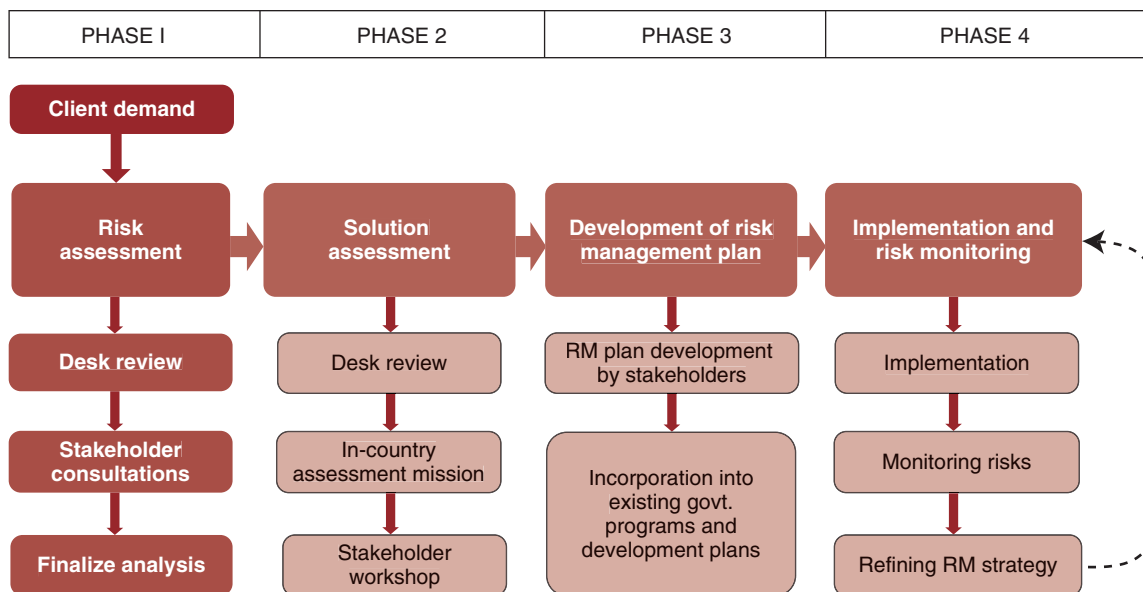 PHASE I
PHASE 2
PHASE 3
PHASE 4
Client demand
Risk
assessment
Solution
assessment
Development of risk
management plan
Implementation and
risk monitoring
Desk review
Stakeholder
consultations
Finalize analysis
Desk review
In-country
assessment mission
Stakeholder
workshop
RM plan development
by stakeholders
Incorporation into
existing govt.
programs and
development plans
Implementation
Monitoring risks
Refining RM strategy